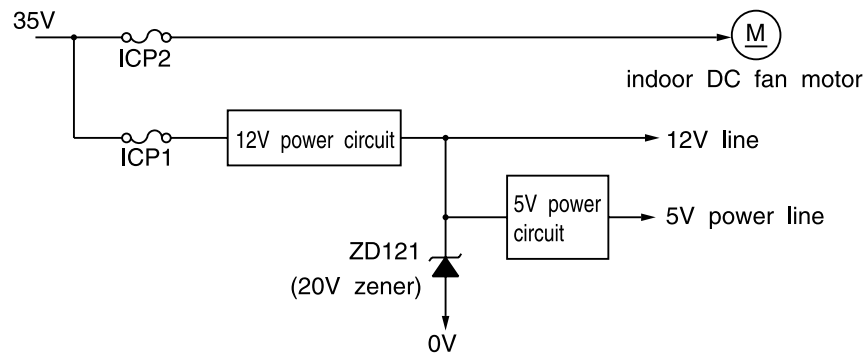 35V
ICP2
M
indoor DC fan motor
ICP1
12V power circuit
12V line
5V power
circuit
5V power line
ZD121
(20V zener)
0V